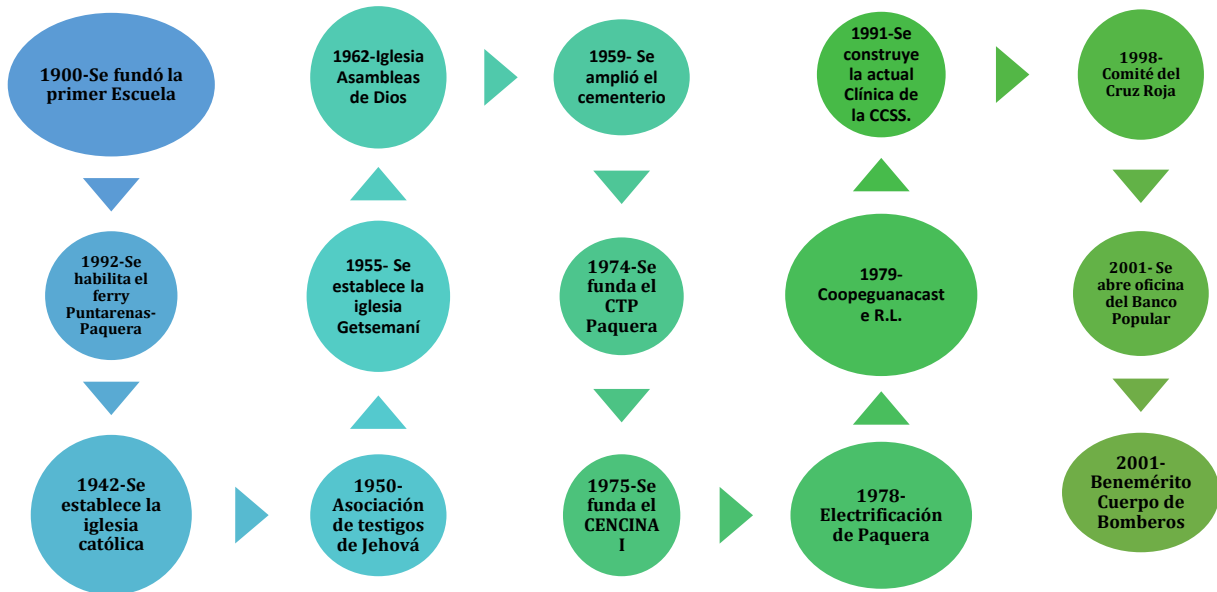 1900-Se fundó la
primer Escuela
1992-Se
habilita el
ferry
Puntarenas-
Paquera
1942-Se
establece la
iglesia
católica
1950-
Asociación
de testigos
de Jehová
1955- Se
establece la
iglesia
Getsemaní
1962-Iglesia
Asambleas
de Dios
1959- Se
amplió el
cementerio
1974-Se
funda el
CTP
Paquera
1975-Se
funda el
CENCINA
I
1978-
Electrificación
de Paquera
1979-
Coopeguanacast
e R.L.
1991-Se
construye
la actual
Clínica de
la CCSS.
1998-
Comité del
Cruz Roja
2001- Se
abre oficina
del Banco
Popular
2001-
Benemérito
Cuerpo de
Bomberos